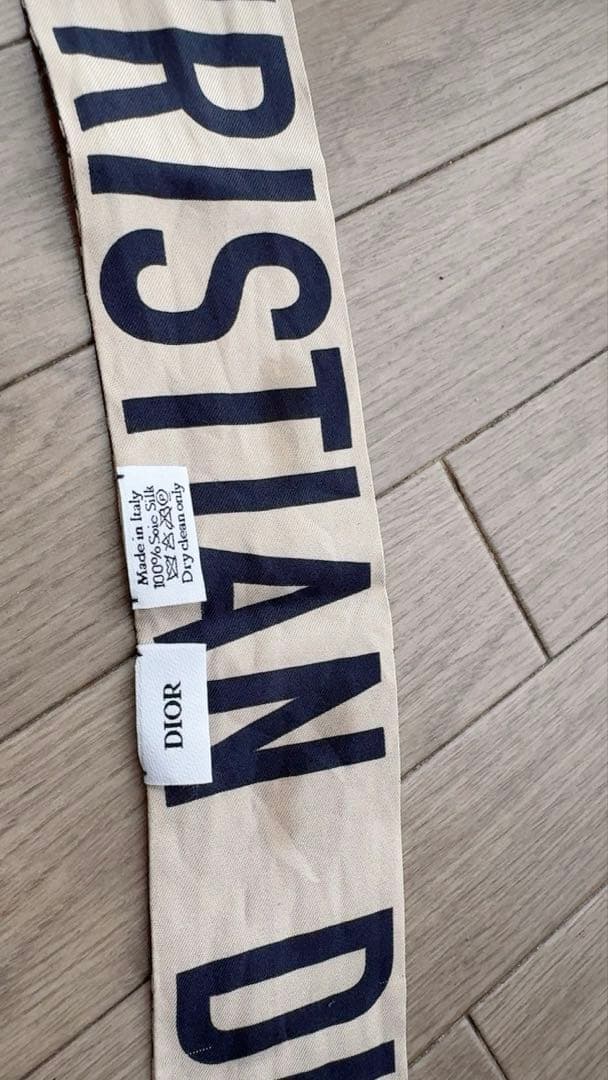 RISTIAN DI
Made in Italy
100% Soie Silk
Dry clean only
DIOR